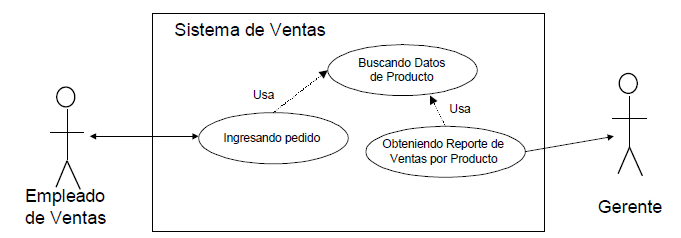 Sistema de Ventas
Buscando Datos
de Producto
Usa
Usa
Ingresando pedido
Obteniendo Reporte de
Ventas por Producto
Empleado
de Ventas
Gerente